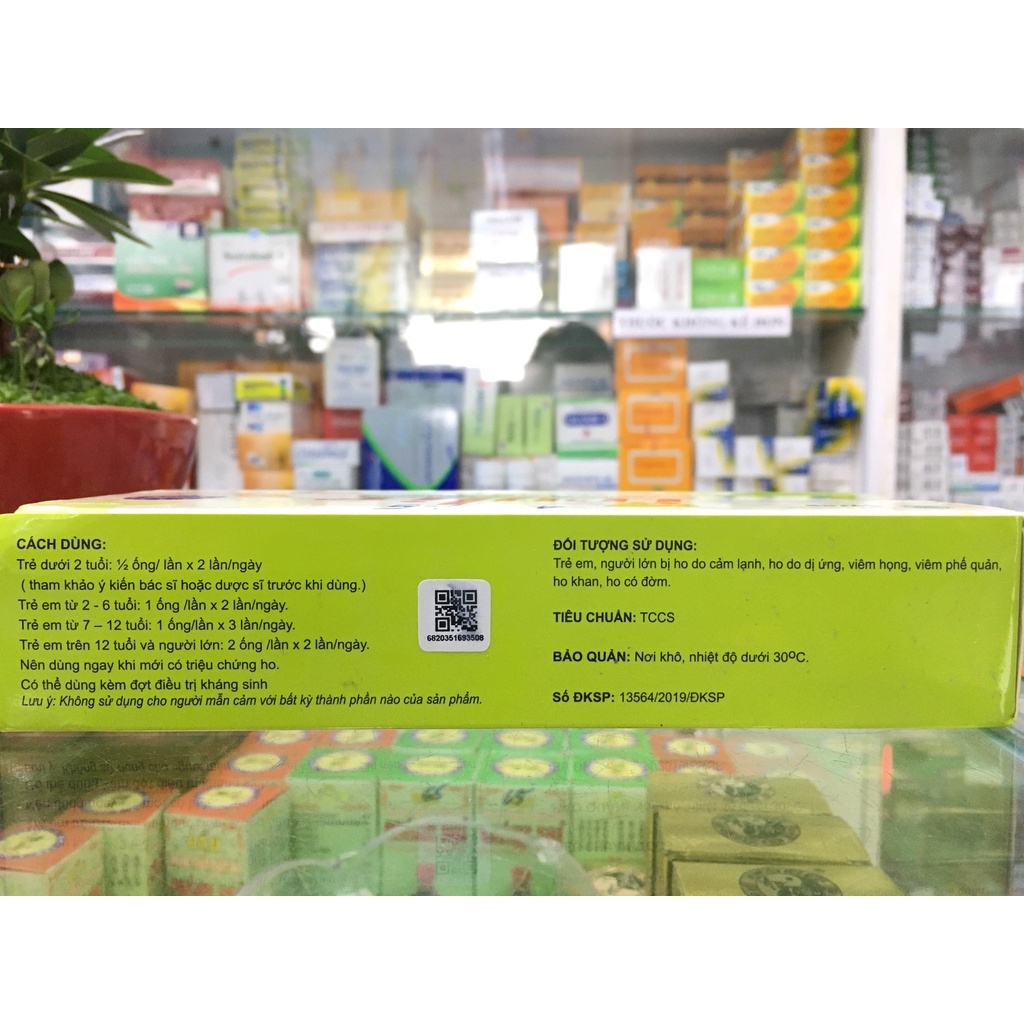 THUỐC KHÔNG KÊ ĐƠN
CÁCH DÙNG:
Trẻ dưới 2 tuổi: ½ ống/ lần x 2 lần/ngày
( tham khảo ý kiến bác sĩ hoặc dược sĩ trước khi dùng.)
Trẻ em từ 2 - 6 tuổi: 1 ống /lần x 2 lần/ngày.
Trẻ em từ 7 – 12 tuổi: 1 ống/lần x 3 lần/ngày.
Trẻ em trên 12 tuổi và người lớn: 2 ống /lần x 2 lần/ngày.
Nên dùng ngay khi mới có triệu chứng ho.
Có thể dùng kèm đợt điều trị kháng sinh
Lưu ý: Không sử dụng cho người mẫn cảm với bất kỳ thành phần nào của sản phẩm.
6820351693508
ĐỐI TƯỢNG SỬ DỤNG:
Trẻ em, người lớn bị ho do cảm lạnh, ho do dị ứng, viêm họng, viêm phế quản,
ho khan, ho có đờm.
TIÊU CHUẨN: TCCS
BẢO QUẢN: Nơi khô, nhiệt độ dưới 30ºC.
Số ĐKSP: 13564/2019/ĐKSP